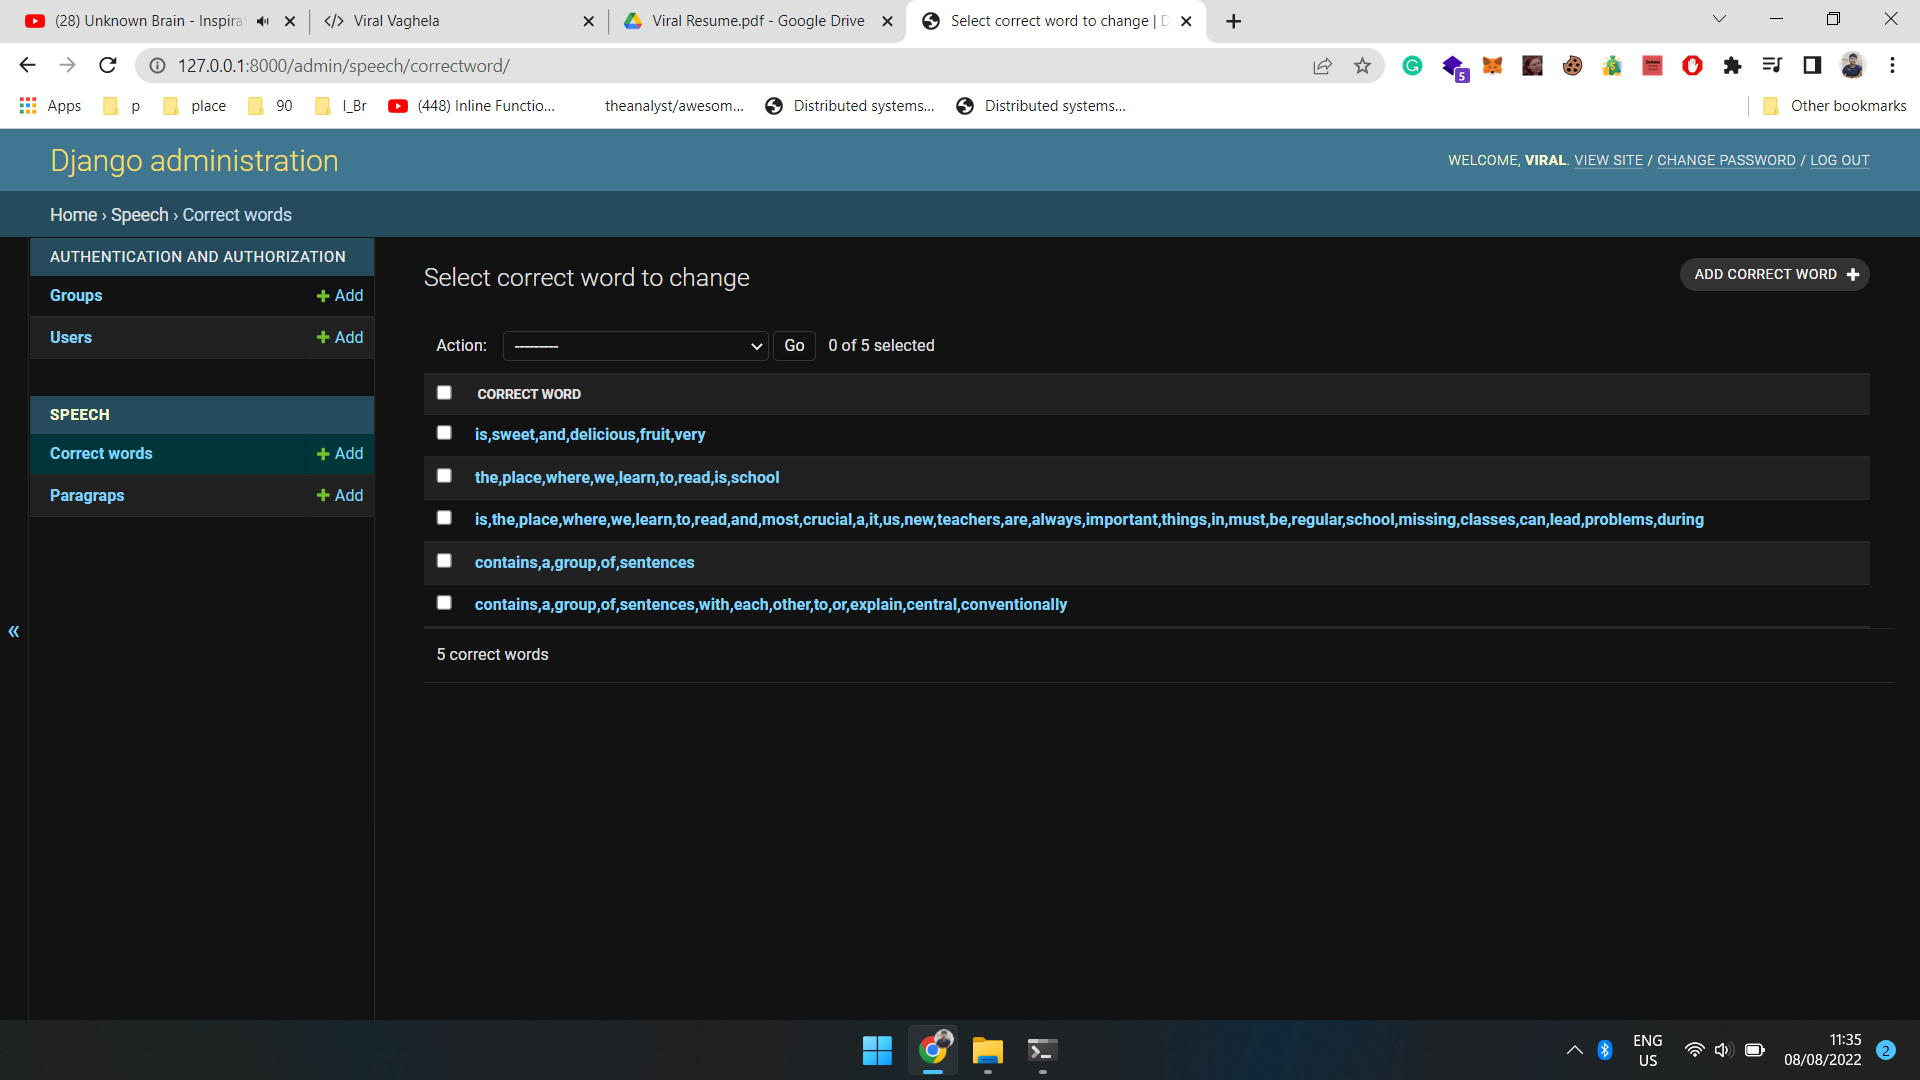 (28) Unknown Brain - Inspira
Viral Vaghela
Viral Resume.pdf - Google Drive
Select correct word to change | D
127.0.0.1:8000/admin/speech/correctword/
5
Apps
p
place
90
I_Br
(448) Inline Functio...
theanalyst/awesom...
Distributed systems...
Distributed systems...
Other bookmarks
Django administration
WELCOME, VIRAL. VIEW SITE / CHANGE PASSWORD / LOG OUT
Home › Speech › Correct words
AUTHENTICATION AND AUTHORIZATION
Groups
+ Add
Users
+ Add
SPEECH
Correct words
+ Add
Paragraps
+ Add
«
Select correct word to change
ADD CORRECT WORD +
Action:
---------
Go
0 of 5 selected
CORRECT WORD
is,sweet,and,delicious,fruit,very
the,place,where,we,learn,to,read,is,school
is,the,place,where,we,learn,to,read,and,most,crucial,a,it,us,new,teachers,are,always,important,things,in,must,be,regular,school,missing,classes,can,lead,problems,during
contains,a,group,of,sentences
contains,a,group,of,sentences,with,each,other,to,or,explain,central,conventionally
5 correct words
ENG
US
11:35
08/08/2022
2